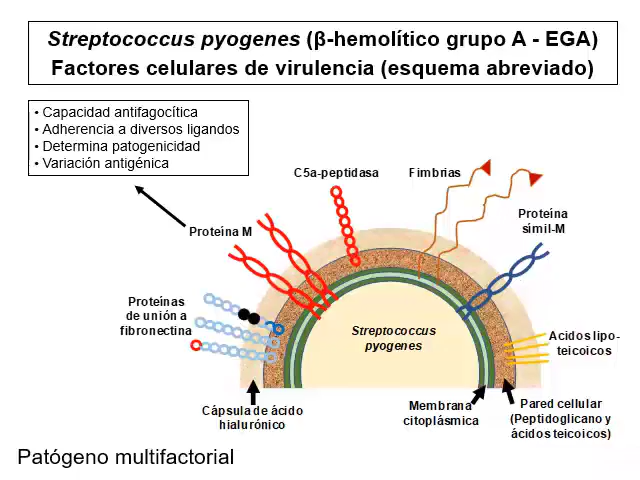 Streptococcus pyogenes (β-hemolítico grupo A - EGA)
Factores celulares de virulencia (esquema abreviado)
• Capacidad antifagocítica
• Adherencia a diversos ligandos
• Determina patogenicidad
• Variación antigénica
C5a-peptidasa
Fimbrias
Proteína M
Proteína
simil-M
Proteínas
de unión a
fibronectina
Streptococcus
pyogenes
Acidos lipo-
teicoicos
Cápsula de ácido
hialurónico
Membrana
citoplásmica
Pared cellular
(Peptidoglicano y
ácidos teicoicos)
Patógeno multifactorial